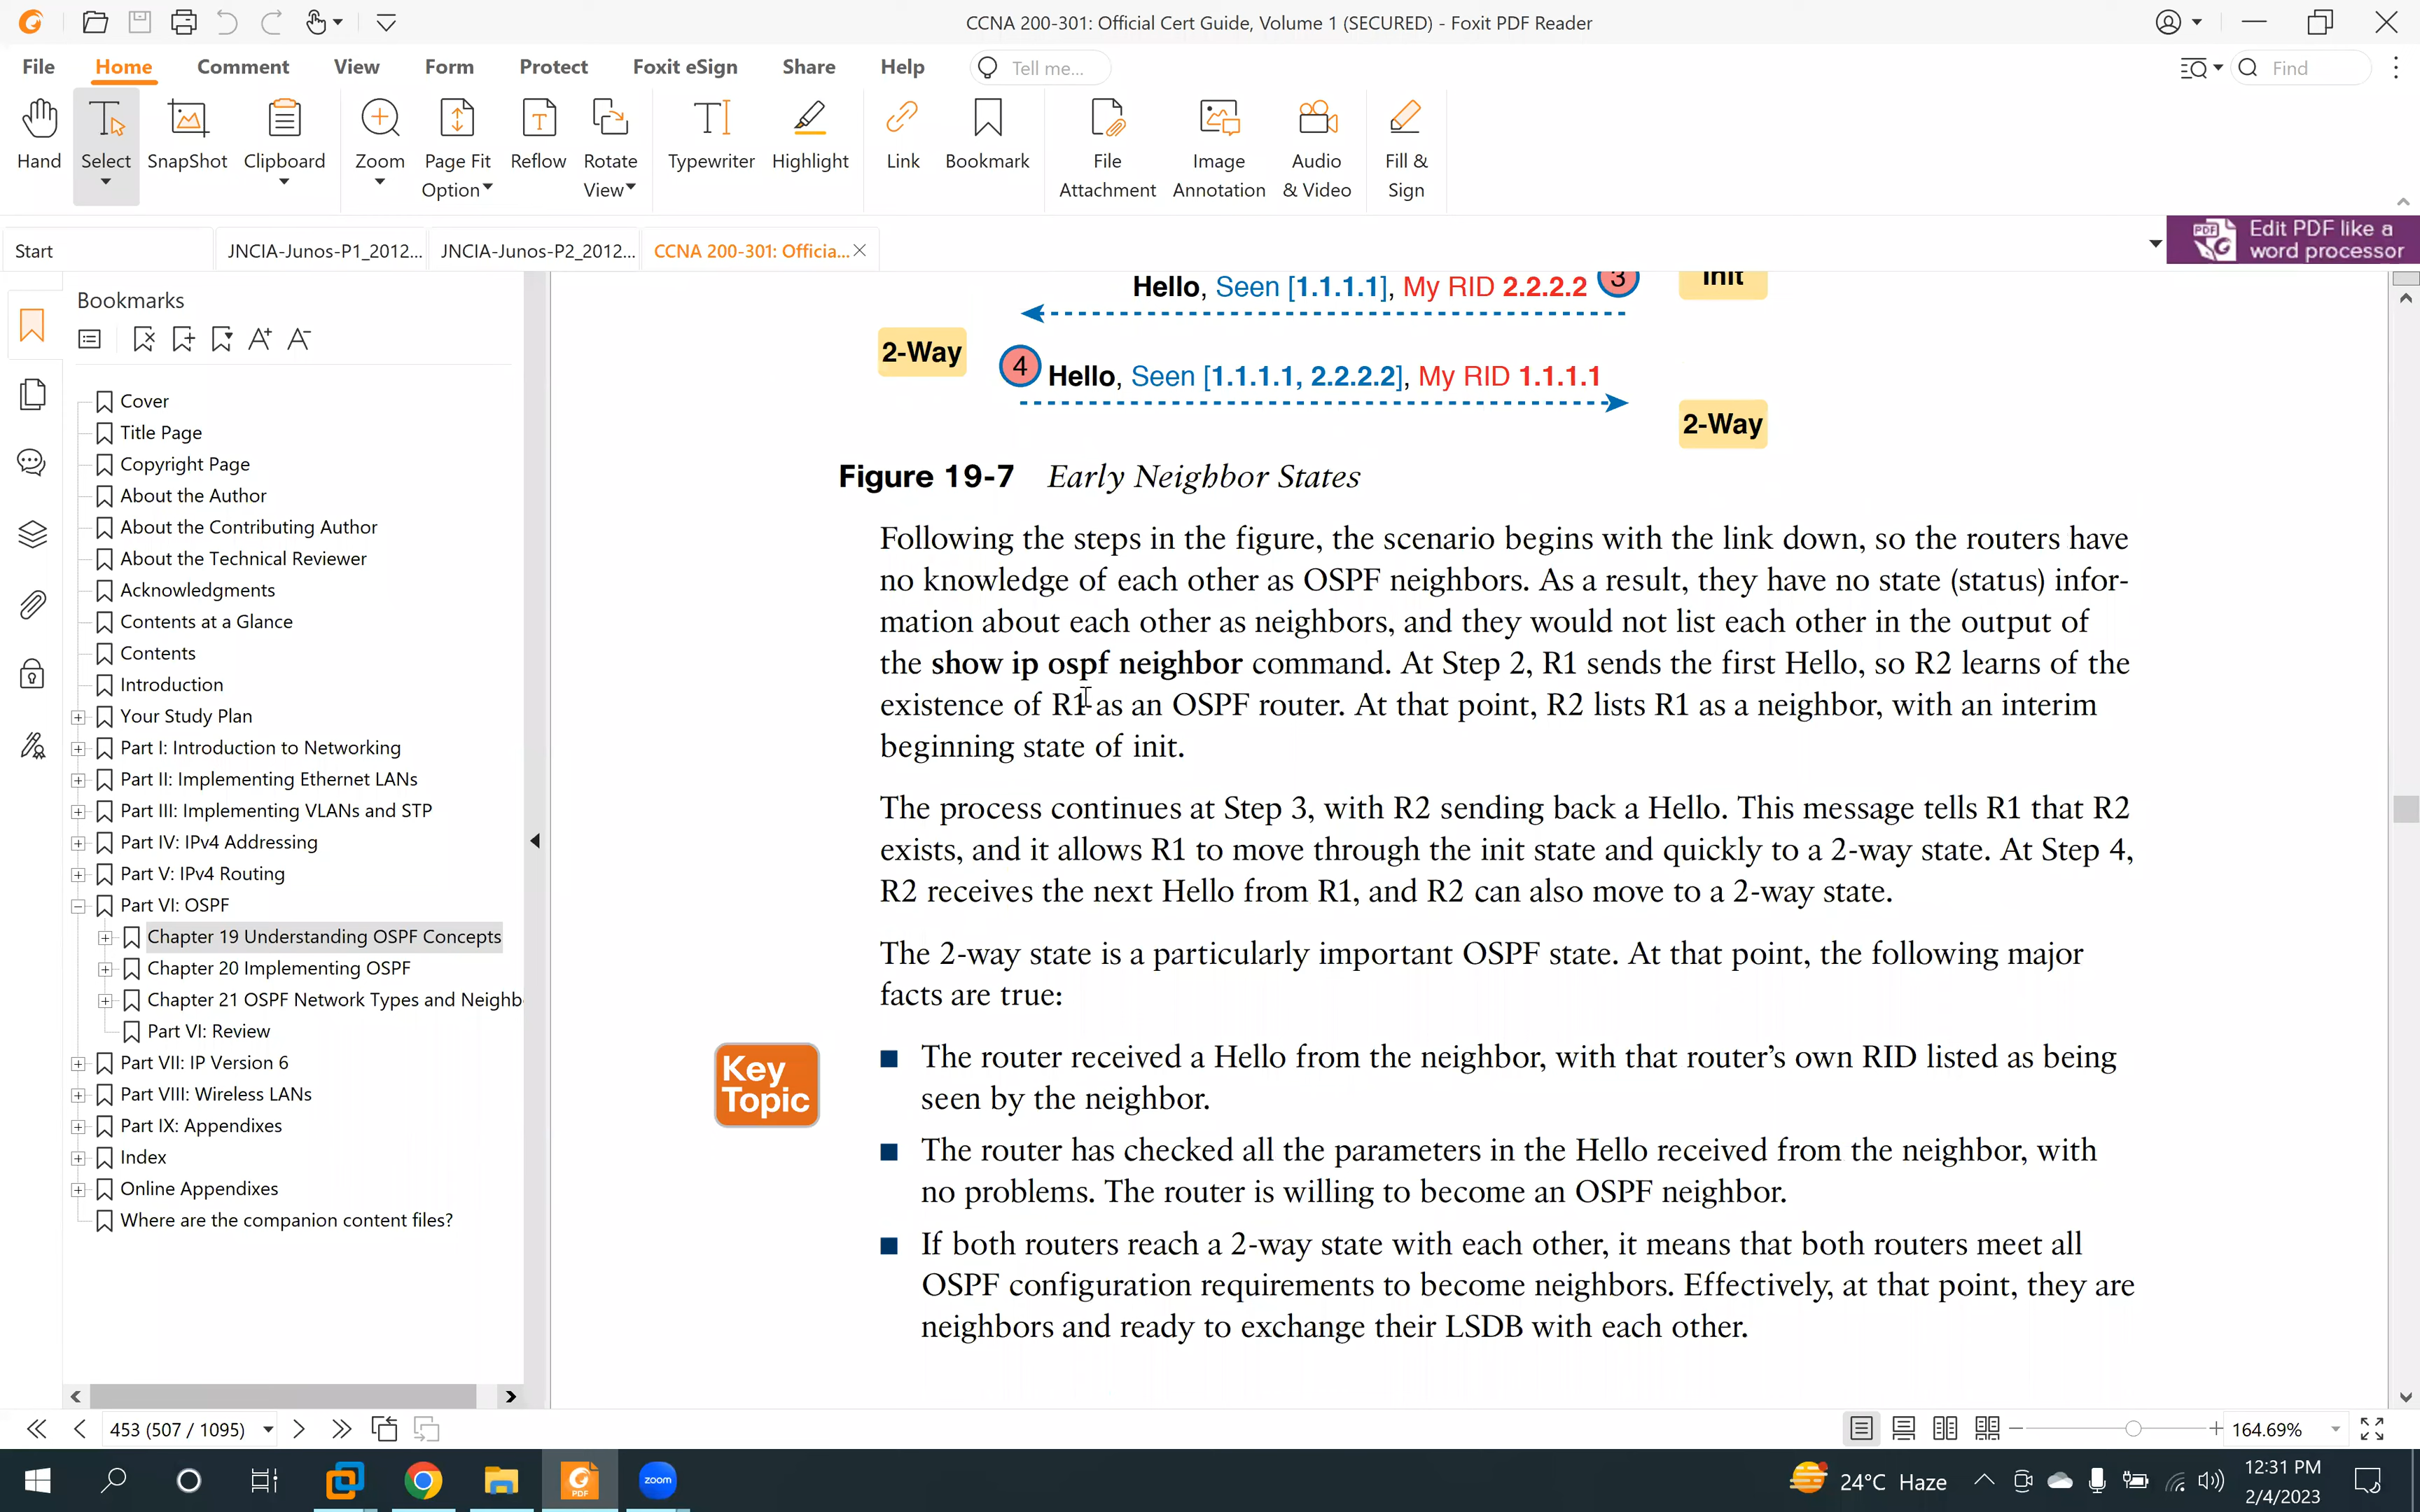 CCNA 200-301: Official Cert Guide, Volume 1 (SECURED) - Foxit PDF Reader
File Home Comment View Form Protect Foxit eSign Share Help Tell me... Find
Hand Select SnapShot Clipboard Zoom Page Fit Option Reflow Rotate View Typewriter Highlight Link Bookmark File Attachment Image Annotation Audio & Video Fill & Sign
Start JNCIA-Junos-P1_2012... JNCIA-Junos-P2_2012... CCNA 200-301: Officia...
PDF
Edit PDF like a
word processor
Bookmarks
Cover
Title Page
Copyright Page
About the Author
About the Contributing Author
About the Technical Reviewer
Acknowledgments
Contents at a Glance
Contents
Introduction
Your Study Plan
Part I: Introduction to Networking
Part II: Implementing Ethernet LANs
Part III: Implementing VLANs and STP
Part IV: IPv4 Addressing
Part V: IPv4 Routing
Part VI: OSPF
Chapter 19 Understanding OSPF Concepts
Chapter 20 Implementing OSPF
Chapter 21 OSPF Network Types and Neighb
Part VI: Review
Part VII: IP Version 6
Part VIII: Wireless LANs
Part IX: Appendixes
Index
Online Appendixes
Where are the companion content files?
Hello, Seen [1.1.1.1], My RID 2.2.2.2 3 Init
2-Way
4 Hello, Seen [1.1.1.1, 2.2.2.2], My RID 1.1.1.1
2-Way
Figure 19-7 Early Neighbor States
Following the steps in the figure, the scenario begins with the link down, so the routers have
no knowledge of each other as OSPF neighbors. As a result, they have no state (status) infor-
mation about each other as neighbors, and they would not list each other in the output of
the show ip ospf neighbor command. At Step 2, R1 sends the first Hello, so R2 learns of the
existence of R1 as an OSPF router. At that point, R2 lists R1 as a neighbor, with an interim
beginning state of init.
The process continues at Step 3, with R2 sending back a Hello. This message tells R1 that R2
exists, and it allows R1 to move through the init state and quickly to a 2-way state. At Step 4,
R2 receives the next Hello from R1, and R2 can also move to a 2-way state.
The 2-way state is a particularly important OSPF state. At that point, the following major
facts are true:
Key
Topic
■ The router received a Hello from the neighbor, with that router's own RID listed as being
seen by the neighbor.
■ The router has checked all the parameters in the Hello received from the neighbor, with
no problems. The router is willing to become an OSPF neighbor.
■ If both routers reach a 2-way state with each other, it means that both routers meet all
OSPF configuration requirements to become neighbors. Effectively, at that point, they are
neighbors and ready to exchange their LSDB with each other.
453 (507 / 1095) 164.69%
PDF
zoom
24°C Haze
12:31 PM
2/4/2023